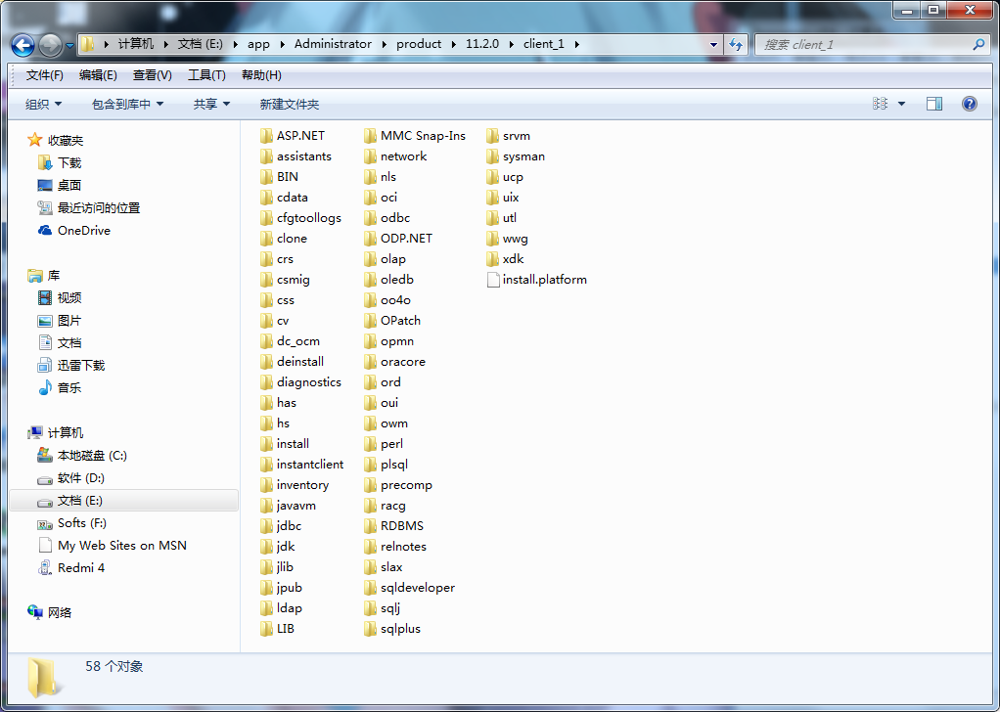 计算机 文档 (E:) app Administrator product 11.2.0 client_1
搜索 client_1
文件(F) 编辑(E) 查看(V) 工具(T) 帮助(H)
组织 包含到库中 共享 新建文件夹
收藏夹
下载
桌面
最近访问的位置
OneDrive
库
视频
图片
文档
迅雷下载
音乐
计算机
本地磁盘 (C:)
软件 (D:)
文档 (E:)
Softs (F:)
My Web Sites on MSN
Redmi 4
网络
ASP.NET
assistants
BIN
cdata
cfgtoollogs
clone
crs
csmig
css
cv
dc_ocm
deinstall
diagnostics
has
hs
install
instantclient
inventory
javavm
jdbc
jdk
jlib
jpub
ldap
LIB
MMC Snap-Ins
network
nls
oci
odbc
ODP.NET
olap
oledb
oo4o
OPatch
opmn
oracore
ord
oui
owm
perl
plsql
precomp
racg
RDBMS
relnotes
slax
sqldeveloper
sqlj
sqlplus
srvm
sysman
ucp
uix
utl
wwg
xdk
install.platform
58 个对象